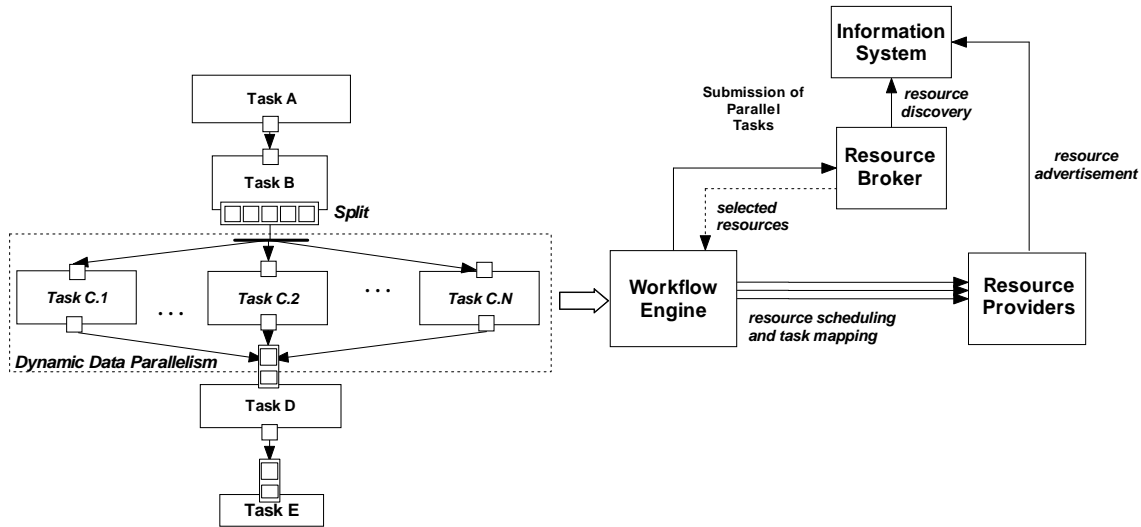 Task A
Task B
Split
Task C.1
. . .
Task C.2
. . .
Task C.N
Dynamic Data Parallelism
Task D
Task E
Information
System
Submission of
Parallel
Tasks
resource
discovery
Resource
Broker
resource
advertisement
selected
resources
Workflow
Engine
Resource
Providers
resource scheduling
and task mapping